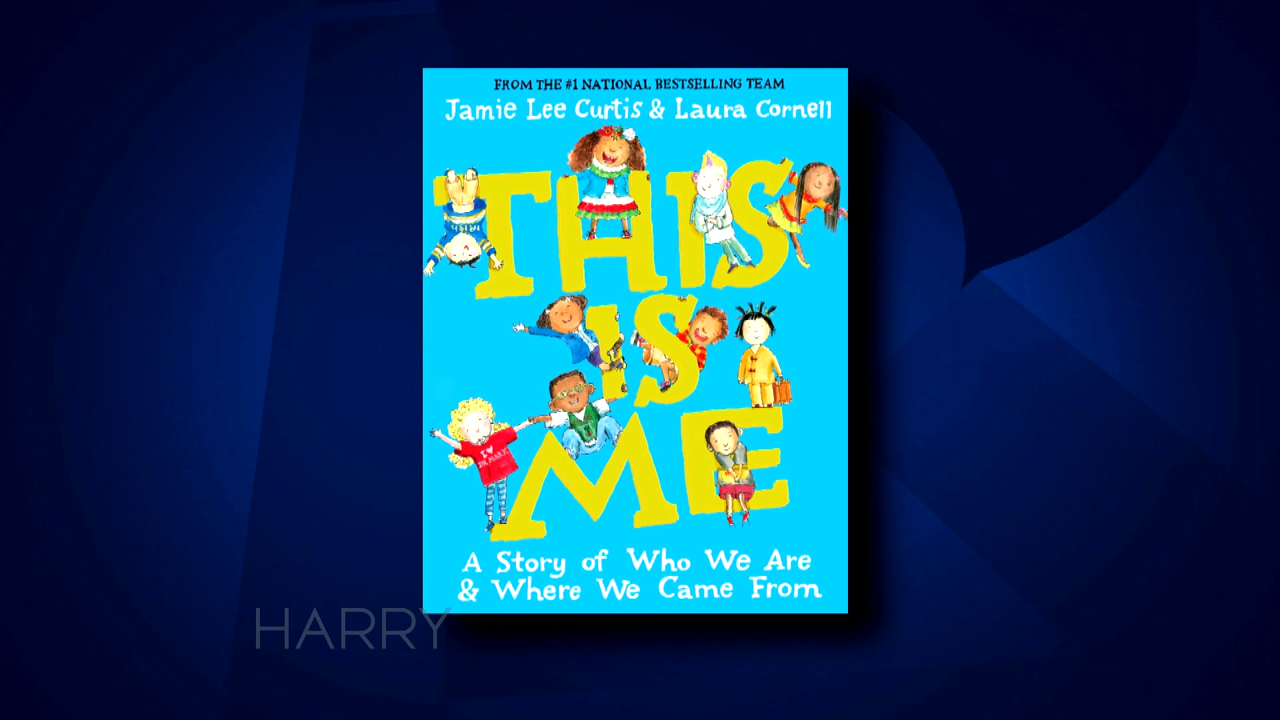 FROM THE #1 NATIONAL BESTSELLING TEAM
Jamie Lee Curtis & Laura Cornell
THIS
IS
ME
I ♥
A Story of Who We Are
& Where We Came From
HARRY